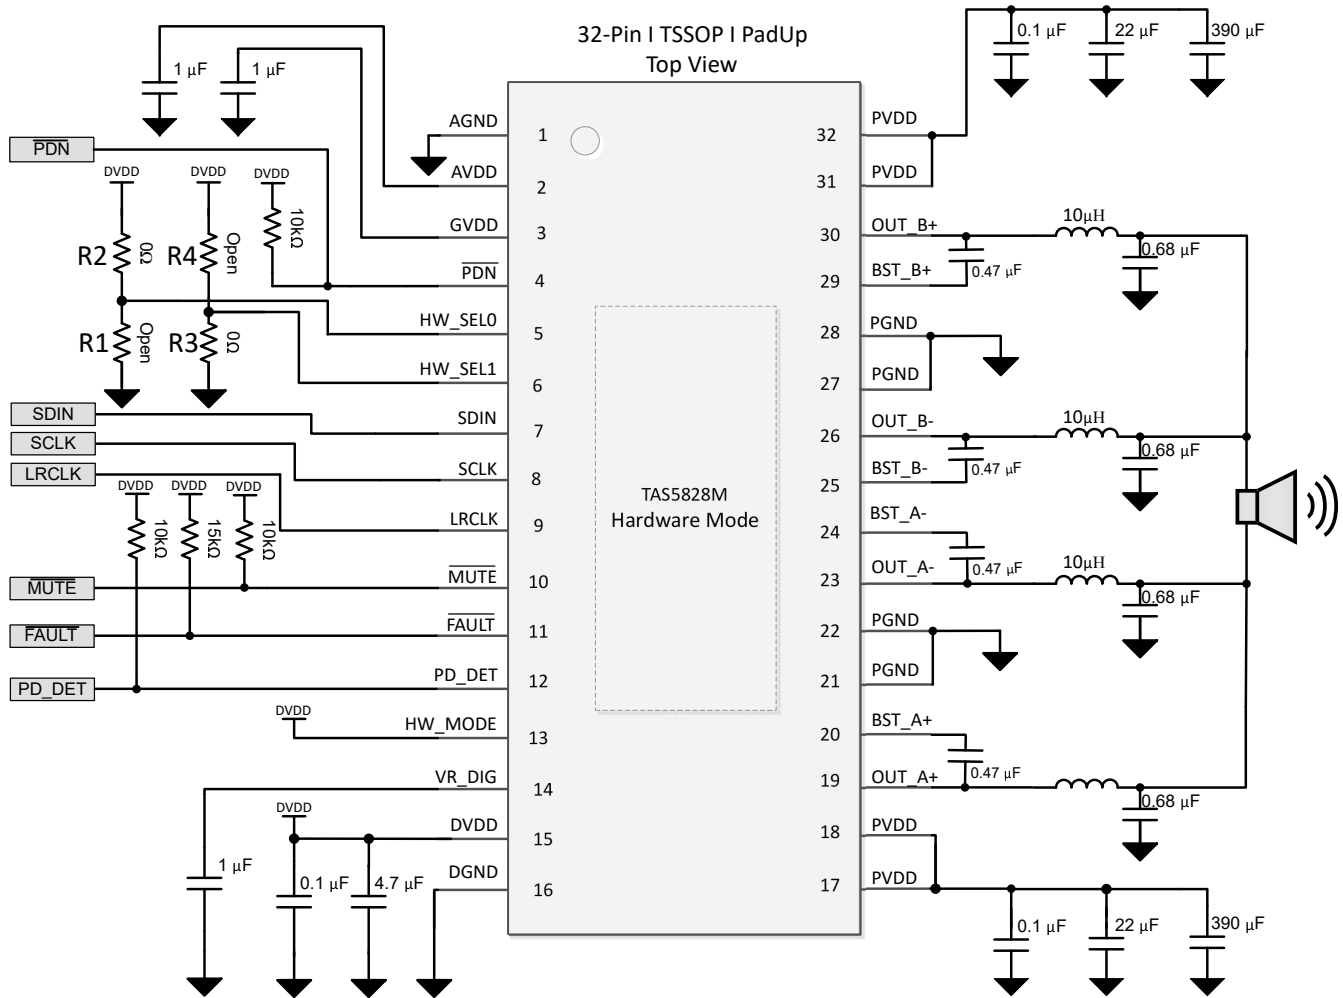 32-Pin I TSSOP I PadUp
Top View
1 µF
1 µF
0.1 µF
22 µF
390 µF
PDN
AGND
1
AVDD
2
GVDD
3
PDN
4
HW_SEL0
5
HW_SEL1
6
SDIN
7
SCLK
8
LRCLK
9
MUTE
10
FAULT
11
PD_DET
12
HW_MODE
13
VR_DIG
14
DVDD
15
DGND
16
DVDD
DVDD
DVDD
R2
0Ω
R4
Open
10kΩ
R1
Open
R3
0Ω
SDIN
SCLK
LRCLK
DVDD
DVDD
DVDD
10kΩ
15kΩ
10kΩ
MUTE
FAULT
PD_DET
DVDD
DVDD
1 µF
0.1 µF
4.7 µF
TAS5828M
Hardware Mode
32
PVDD
31
PVDD
30
OUT_B+
29
BST_B+
28
PGND
27
PGND
26
OUT_B-
25
BST_B-
24
BST_A-
23
OUT_A-
22
PGND
21
PGND
20
BST_A+
19
OUT_A+
18
PVDD
17
PVDD
10µH
0.47 µF
0.68 µF
10µH
0.47 µF
0.68 µF
10µH
0.47 µF
0.68 µF
0.47 µF
0.68 µF
0.1 µF
22 µF
390 µF